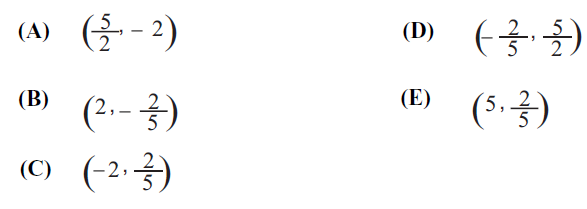 (A) (5/2, - 2)
(B) (2, - 2/5)
(C) (-2, 2/5)
(D) (- 2/5, 5/2)
(E) (5, 2/5)